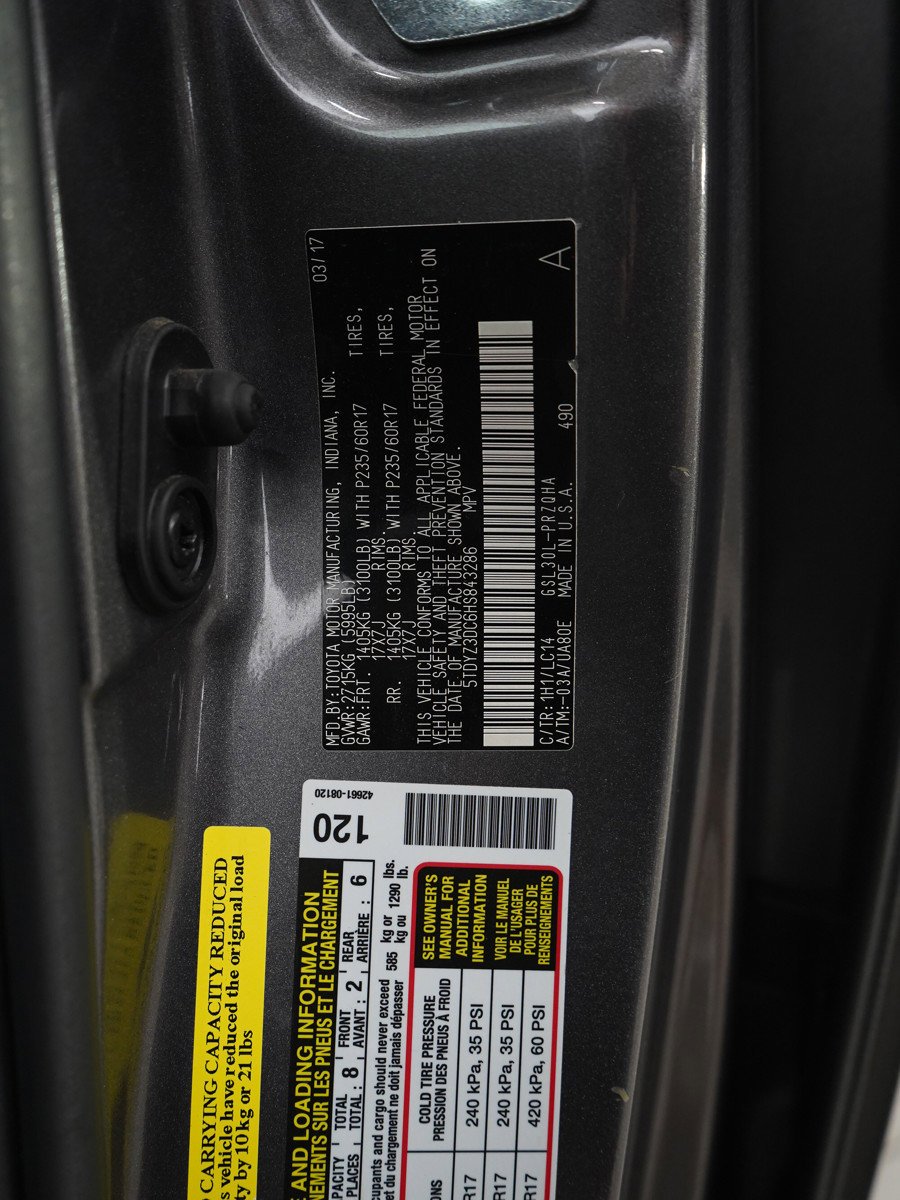 03/17
MFD.BY:TOYOTA MOTOR MANUFACTURING, INDIANA, INC.
GVWR:2715KG (5995LB)
GAWR:FRT. 1405KG (3100LB) WITH P235/60R17 TIRES,
17X7J RIMS,
RR. 1405KG (3100LB) WITH P235/60R17 TIRES,
17X7J RIMS
THIS VEHICLE CONFORMS TO ALL APPLICABLE FEDERAL MOTOR
VEHICLE SAFETY AND THEFT PREVENTION STANDARDS IN EFFECT ON
THE DATE OF MANUFACTURE SHOWN ABOVE.
5TDYZ3DC6HS843286 MPV
C/TR:1H1/LC14 GSL30L-PRZQHA
A/TM:-03A/UA80E MADE IN U.S.A. 490
A
42661-08120
120
E AND LOADING INFORMATION
NEMENTS SUR LES PNEUS ET LE CHARGEMENT
PACITY TOTAL 8 FRONT 2 REAR 6
PLACES TOTAL : AVANT : ARRIÈRE :
cupants and cargo should never exceed 585 kg or 1290 lbs.
et du chargement ne doit jamais dépasser kg ou lb.
COLD TIRE PRESSURE
PRESSION DES PNEUS À FROID
SEE OWNER'S
MANUAL FOR
ADDITIONAL
INFORMATION
VOIR LE MANUEL
DE L'USAGER
POUR PLUS DE
RENSEIGNEMENTS
ONS
R17 240 kPa, 35 PSI
R17 240 kPa, 35 PSI
R17 420 kPa, 60 PSI
CARRYING CAPACITY REDUCED
s vehicle have reduced the original load
ty by 10 kg or 21 lbs